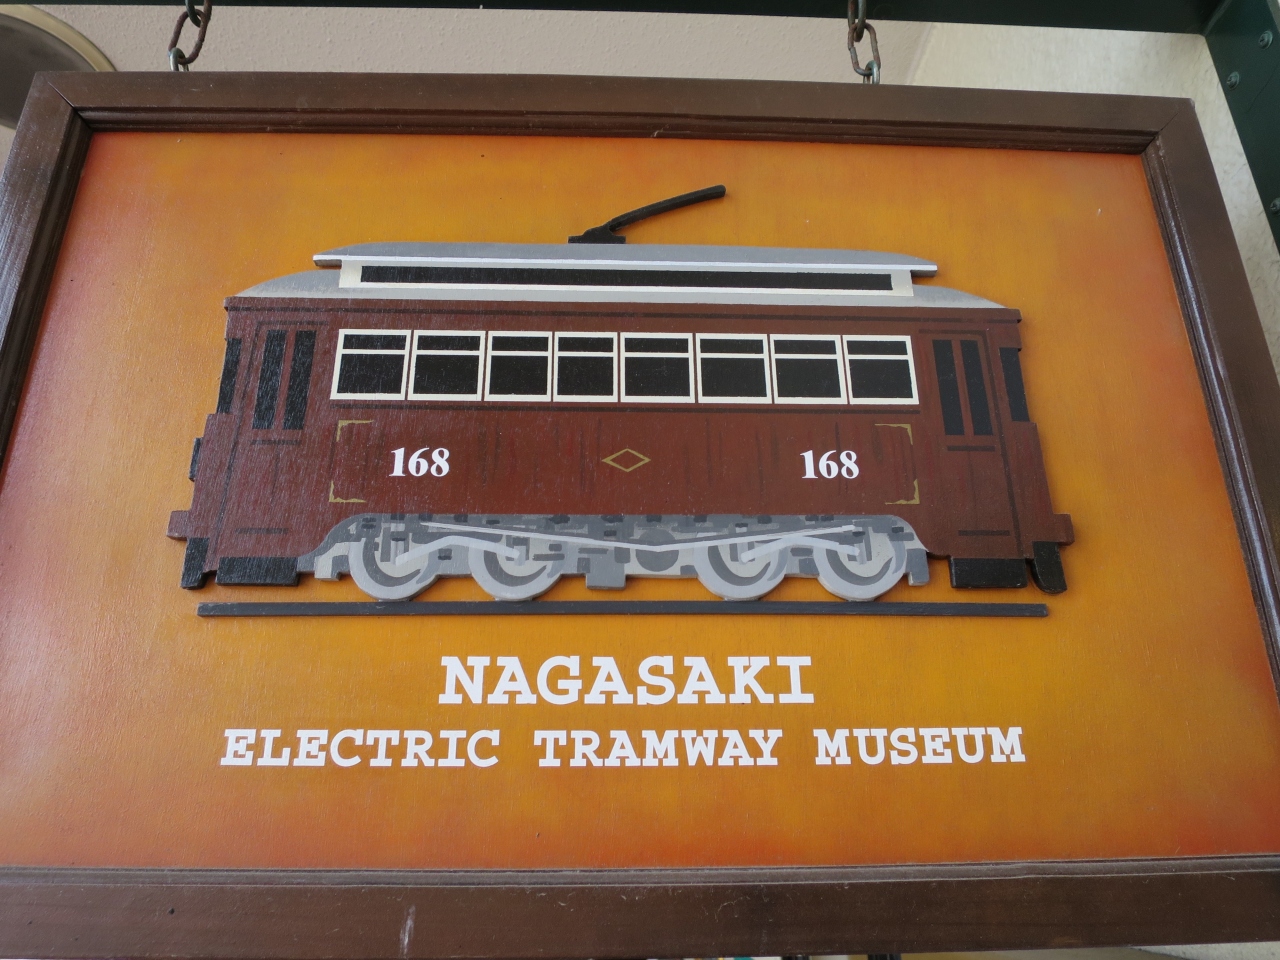 168 168
NAGASAKI
ELECTRIC TRAMWAY MUSEUM